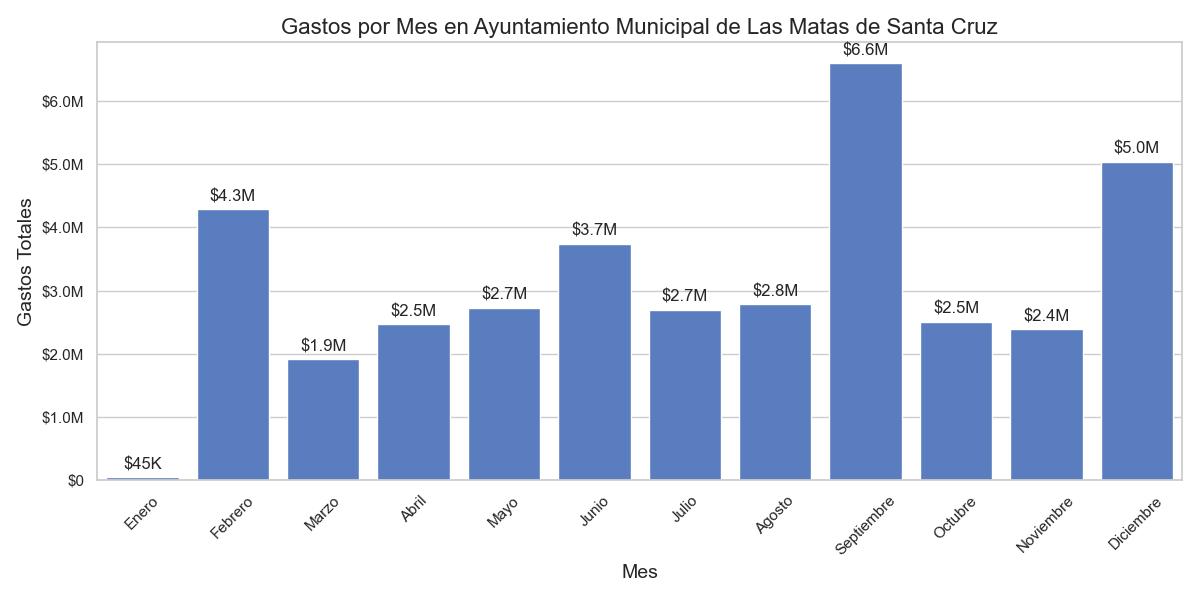 Gastos por Mes en Ayuntamiento Municipal de Las Matas de Santa Cruz
Gastos Totales
$6.0M
$5.0M
$4.0M
$3.0M
$2.0M
$1.0M
$0
$45K
$4.3M
$1.9M
$2.5M
$2.7M
$3.7M
$2.7M
$2.8M
$6.6M
$2.5M
$2.4M
$5.0M
Enero
Febrero
Marzo
Abril
Mayo
Junio
Julio
Agosto
Septiembre
Octubre
Noviembre
Diciembre
Mes